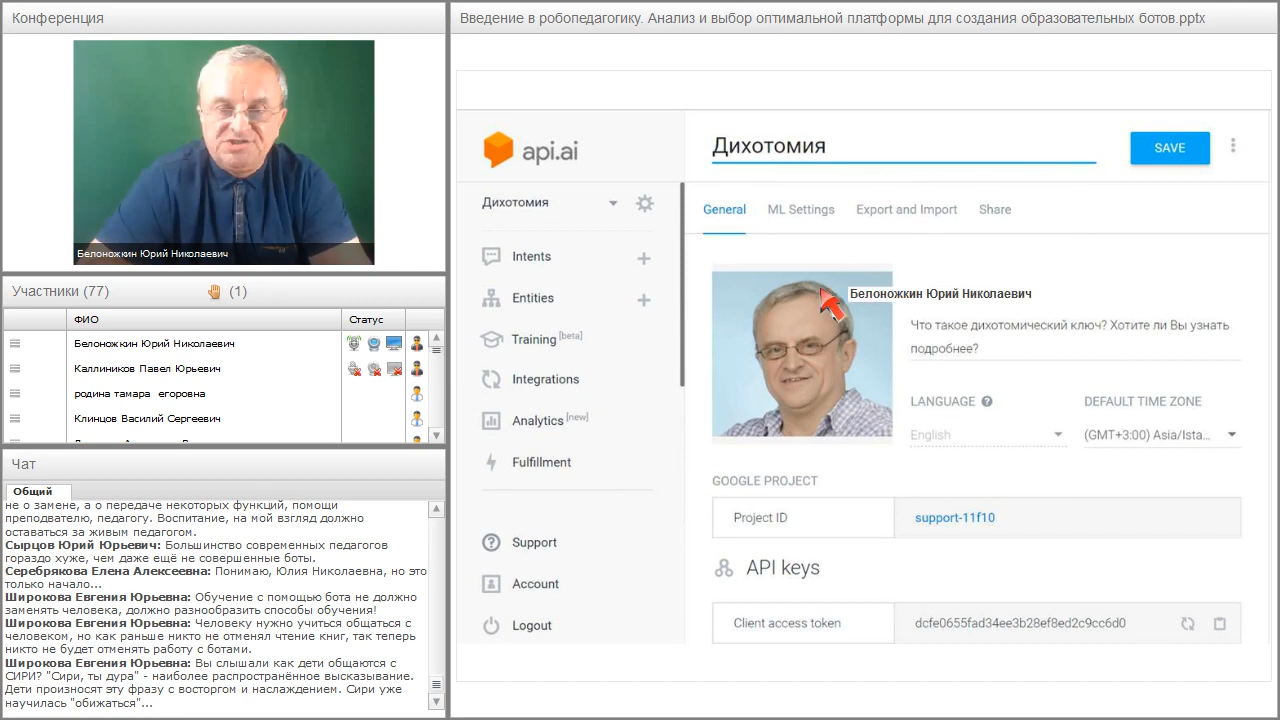 Конференция
Белоножкин Юрий Николаевич
Участники (77)
(1)
ФИО
Статус
Белоножкин Юрий Николаевич
Каллиников Павел Юрьевич
родина тамара егоровна
Клинцов Василий Сергеевич
Чат
Общий
не о замене, а о передаче некоторых функций, помощи
преподвателю, педагогу. Воспитание, на мой взгляд должно
оставаться за живым педагогом.
Сырцов Юрий Юрьевич: Большинство современных педагогов
гораздо хуже, чем даже ещё не совершенные боты.
Серебрякова Елена Алексеевна: Понимаю, Юлия Николаевна, но это
только начало...
Широкова Евгения Юрьевна: Обучение с помощью бота не должно
заменять человека, должно разнообразить способы обучения!
Широкова Евгения Юрьевна: Человеку нужно учиться общаться с
человеком, но как раньше никто не отменял чтение книг, так теперь
никто не будет отменять работу с ботами.
Широкова Евгения Юрьевна: Вы слышали как дети общаются с
СИРИ? "Сири, ты дура" - наиболее распространённое высказывание.
Дети произносят эту фразу с восторгом и наслаждением. Сири уже
научилась "обижаться"...
Введение в робопедагогику. Анализ и выбор оптимальной платформы для создания образовательных ботов.pptx
api.ai
Дихотомия
SAVE
Дихотомия
General
ML Settings
Export and Import
Share
Intents
Entities
Training [beta]
Integrations
Analytics [new]
Fulfillment
Support
Account
Logout
Белоножкин Юрий Николаевич
Что такое дихотомический ключ? Хотите ли Вы узнать
подробнее?
LANGUAGE
DEFAULT TIME ZONE
English
(GMT+3:00) Asia/Ista...
GOOGLE PROJECT
Project ID
support-11f10
API keys
Client access token
dcfe0655fad34ee3b28ef8ed2c9cc6d0